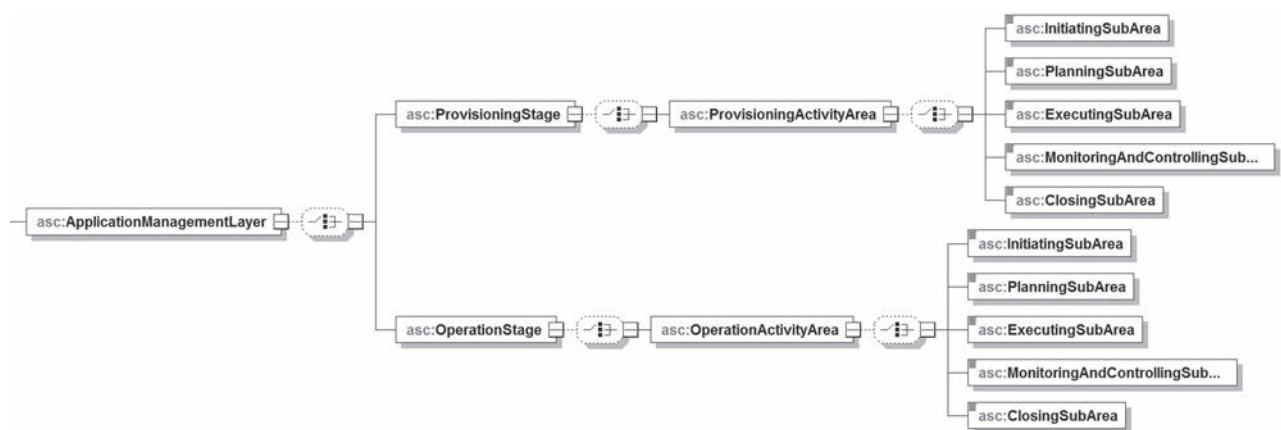 asc:InitiatingSubArea
asc:PlanningSubArea
asc:ProvisioningStage
asc:ProvisioningActivityArea
asc:ExecutingSubArea
asc:MonitoringAndControllingSub...
asc:ClosingSubArea
asc:ApplicationManagementLayer
asc:InitiatingSubArea
asc:PlanningSubArea
asc:OperationStage
asc:OperationActivityArea
asc:ExecutingSubArea
asc:MonitoringAndControllingSub...
asc:ClosingSubArea